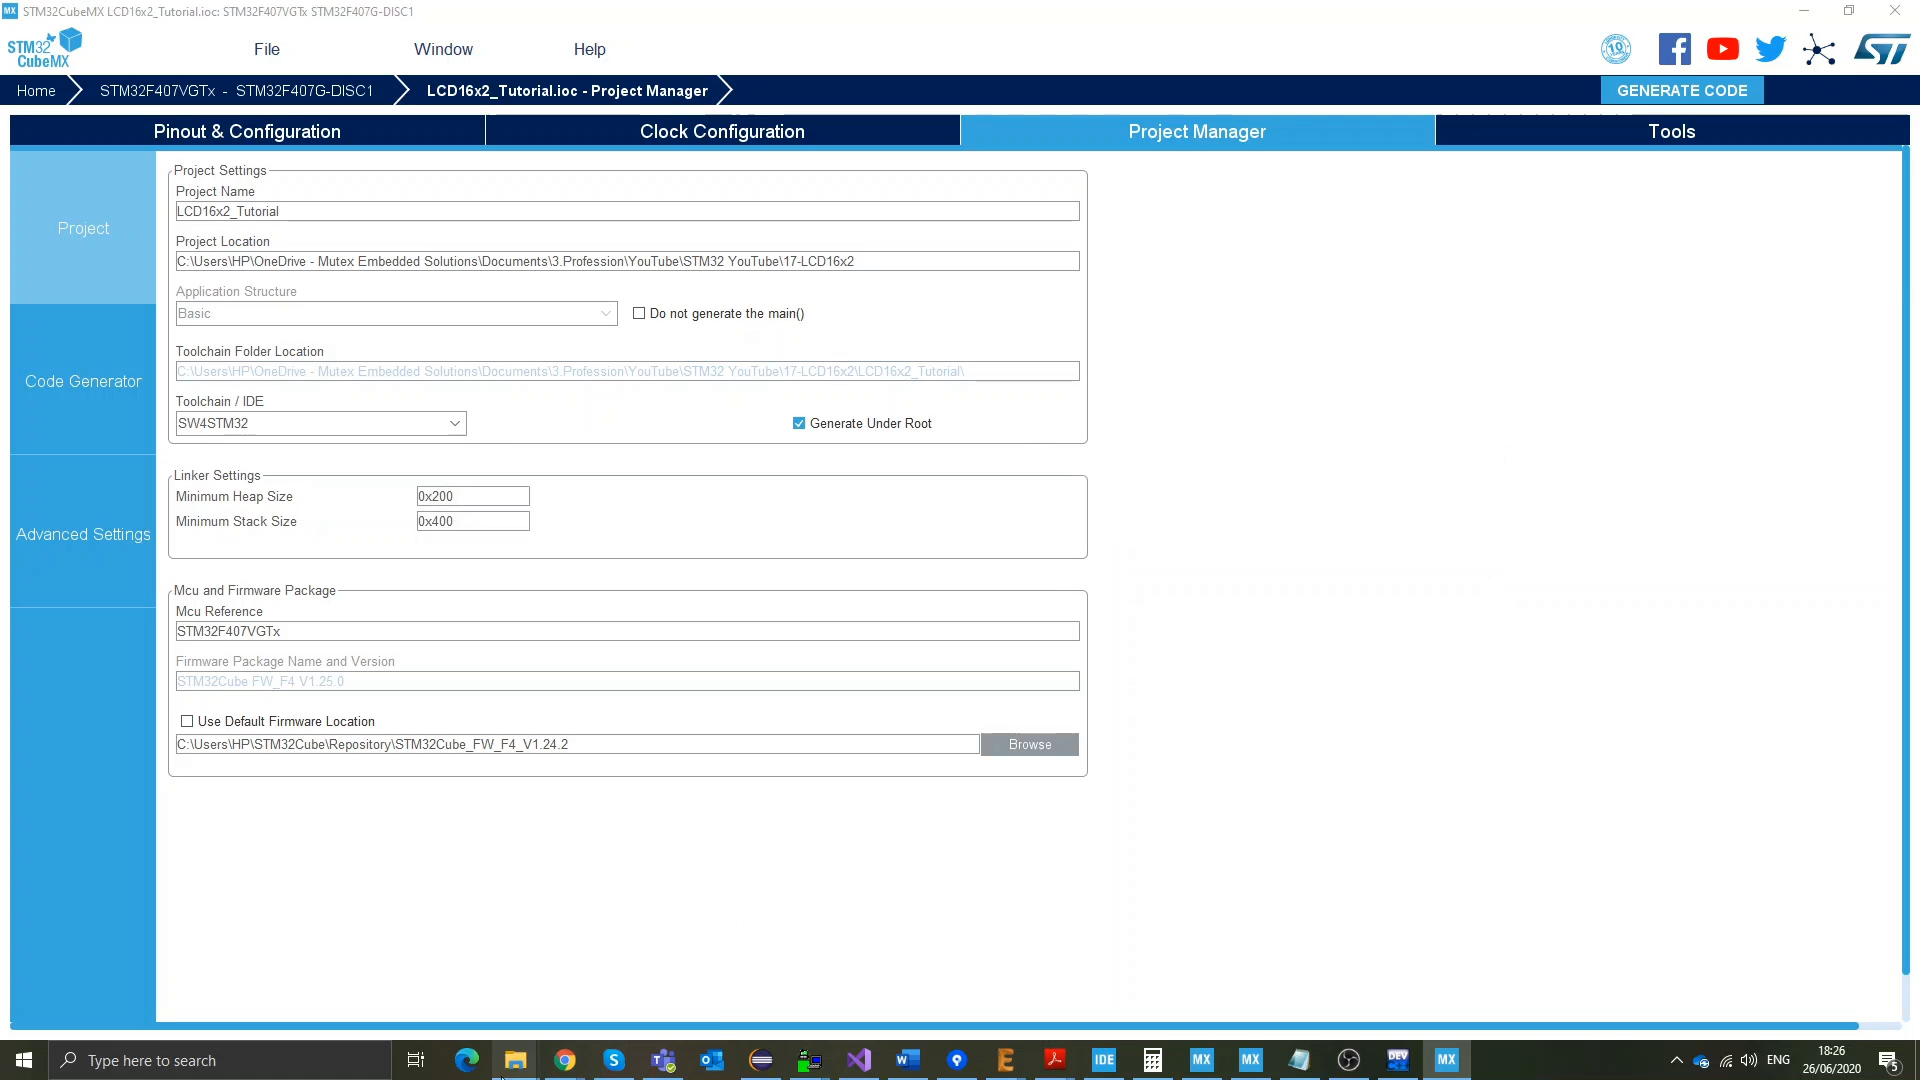 MX STM32CubeMX LCD16x2_Tutorial.ioc: STM32F407VGTx STM32F407G-DISC1
STM32
CubeMX
File
Window
Help
10
ST
Home
STM32F407VGTx - STM32F407G-DISC1
LCD16x2_Tutorial.ioc - Project Manager
GENERATE CODE
Pinout & Configuration
Clock Configuration
Project Manager
Tools
Project
Code Generator
Advanced Settings
Project Settings
Project Name
LCD16x2_Tutorial
Project Location
C:\Users\HP\OneDrive - Mutex Embedded Solutions\Documents\3.Profession\YouTube\STM32 YouTube\17-LCD16x2
Application Structure
Basic
Do not generate the main()
Toolchain Folder Location
C:\Users\HP\OneDrive - Mutex Embedded Solutions\Documents\3.Profession\YouTube\STM32 YouTube\17-LCD16x2\LCD16x2_Tutorial\
Toolchain / IDE
SW4STM32
Generate Under Root
Linker Settings
Minimum Heap Size
0x200
Minimum Stack Size
0x400
Mcu and Firmware Package
Mcu Reference
STM32F407VGTx
Firmware Package Name and Version
STM32Cube FW_F4 V1.25.0
Use Default Firmware Location
C:\Users\HP\STM32Cube\Repository\STM32Cube_FW_F4_V1.24.2
Browse
Type here to search
IDE
MX
MX
DEV
MX
ENG
18:26
26/06/2020
5